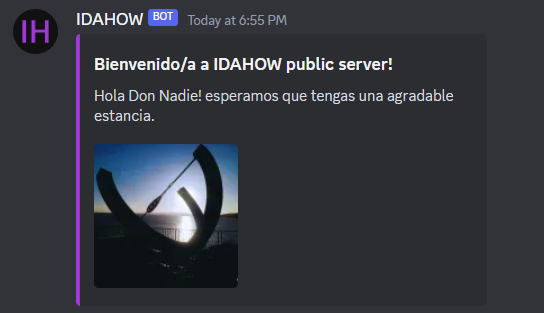 IH
IDAHOW BOT Today at 6:55 PM
Bienvenido/a a IDAHOW public server!
Hola Don Nadie! esperamos que tengas una agradable
estancia.